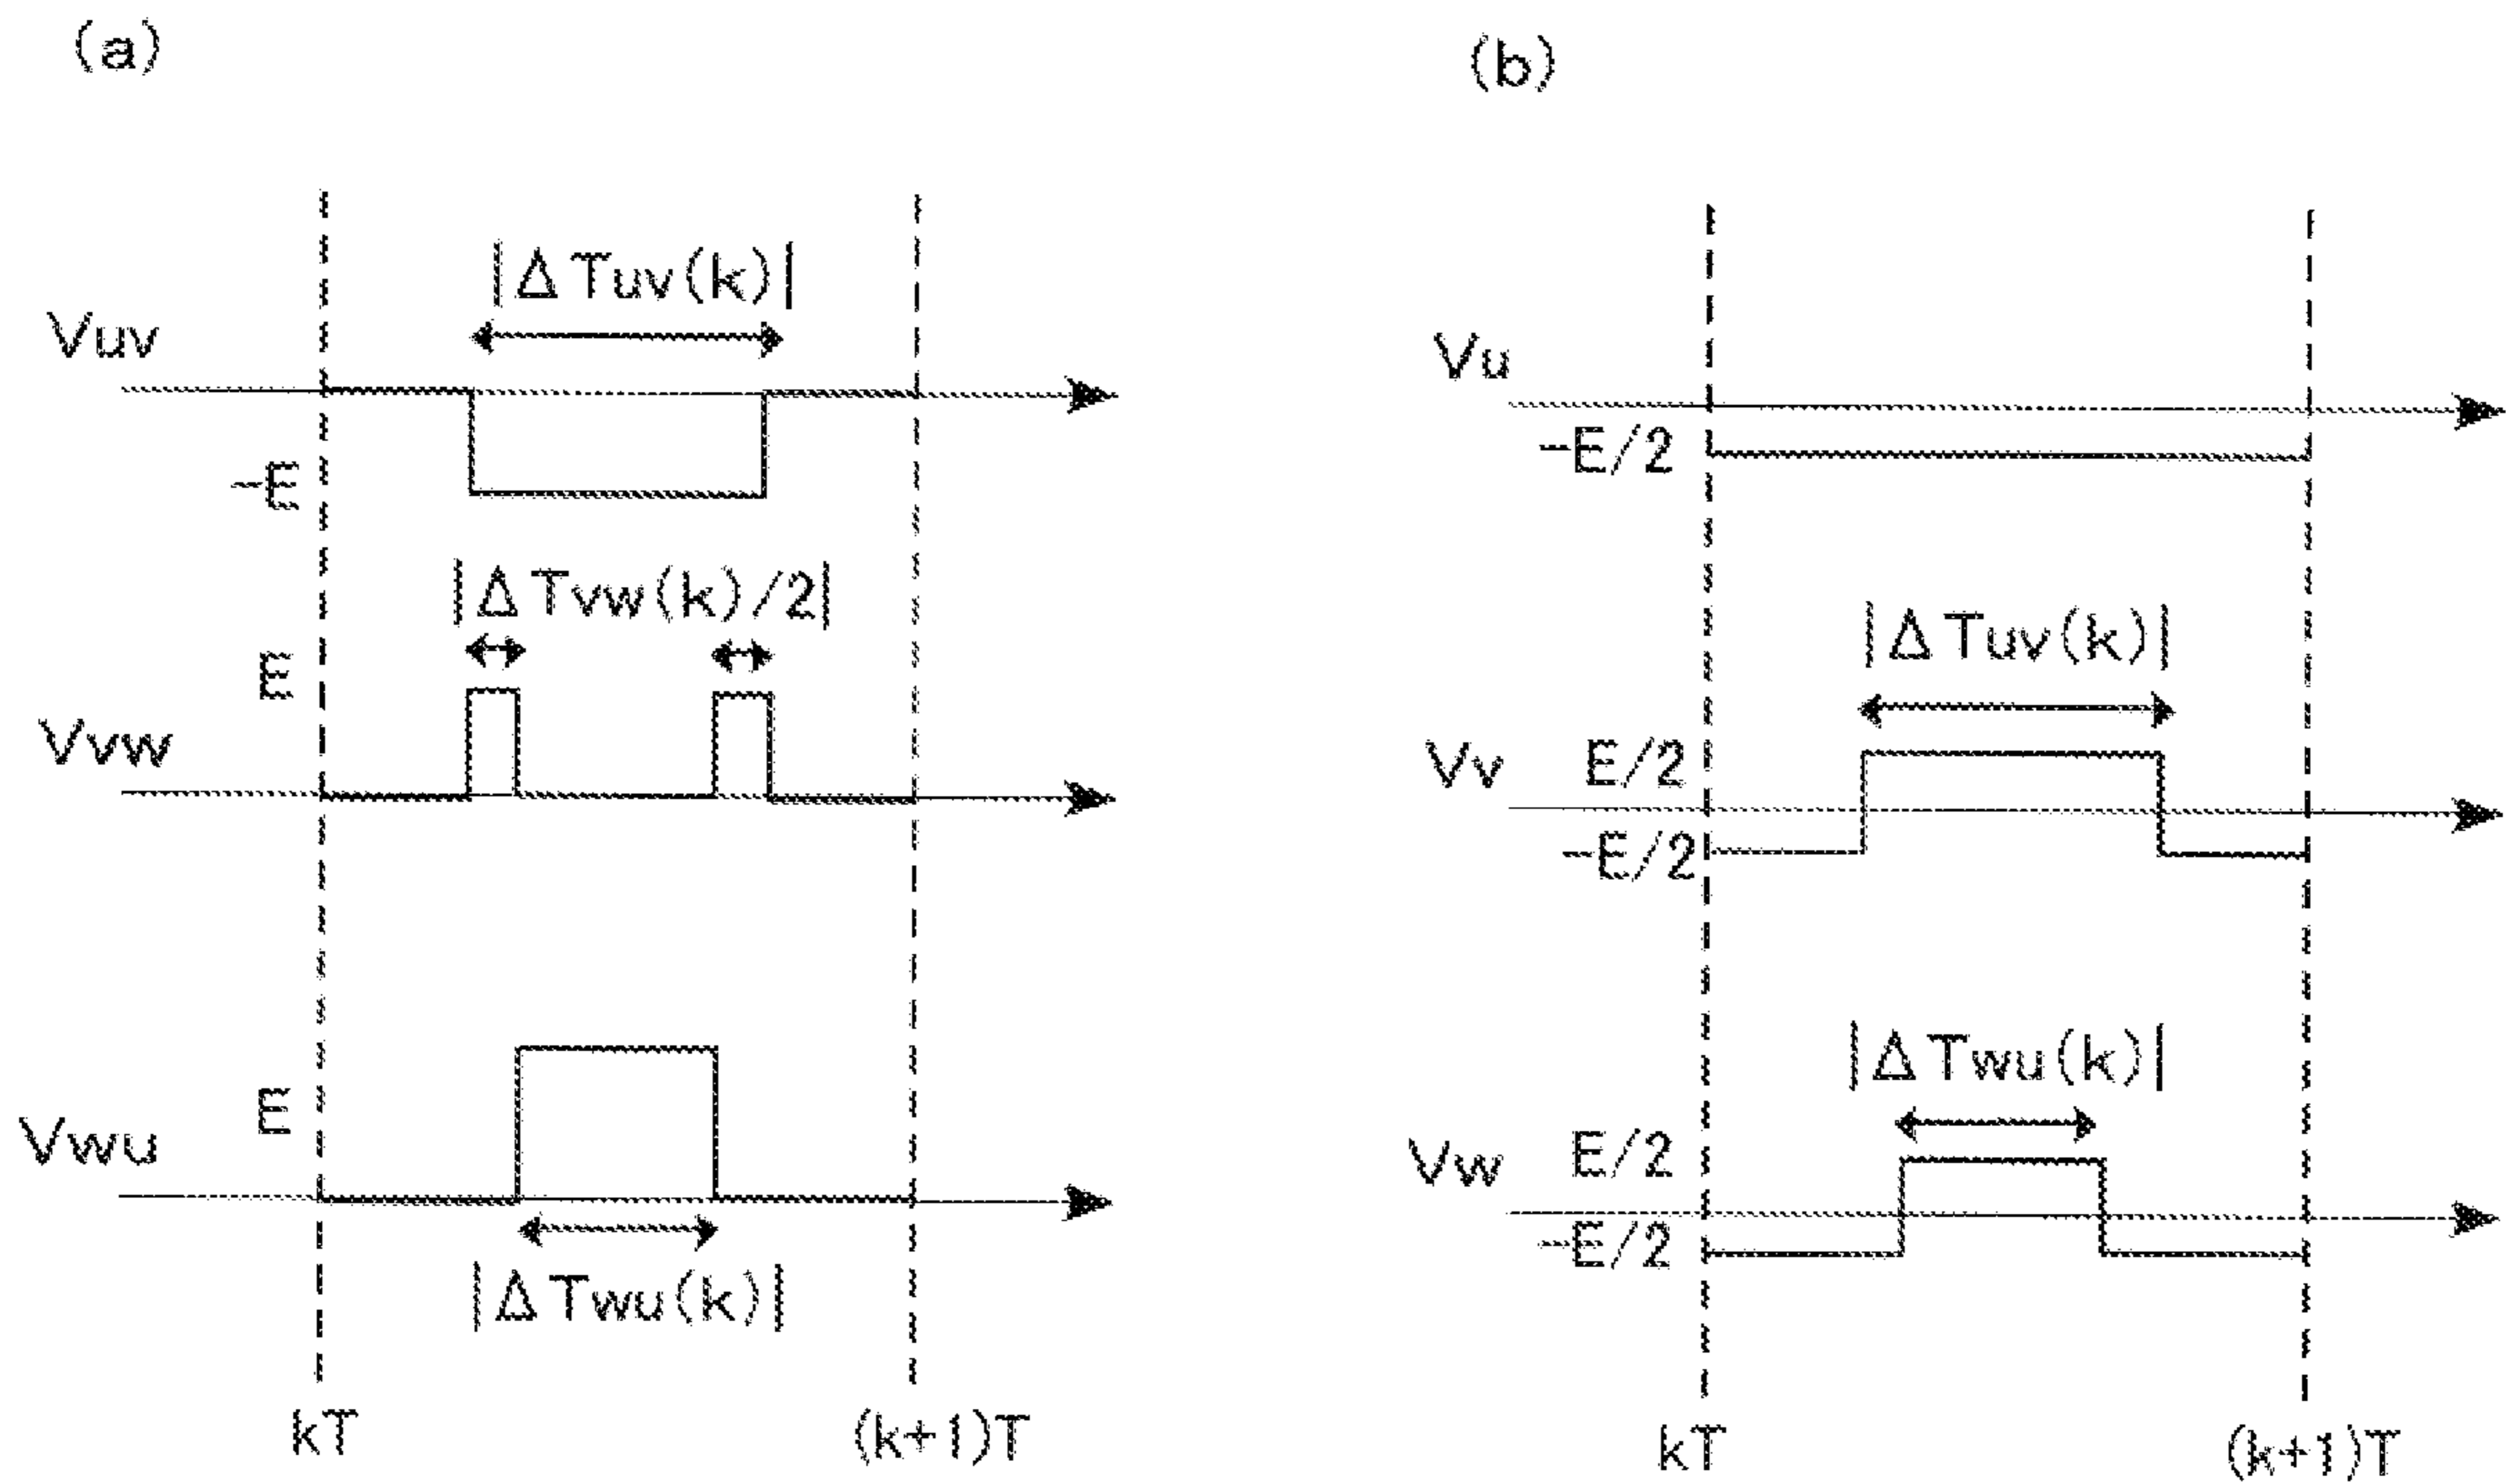 (a)
|ΔTuv(k)|
Vuv
-E
|ΔTvw(k)/2|
E
Vvw
E
Vwu
|ΔTwu(k)|
kT (k+1)T
(b)
Vu
-E/2
|ΔTuv(k)|
Vv E/2
-E/2
|ΔTwu(k)|
Vw E/2
-E/2
kT (k+1)T